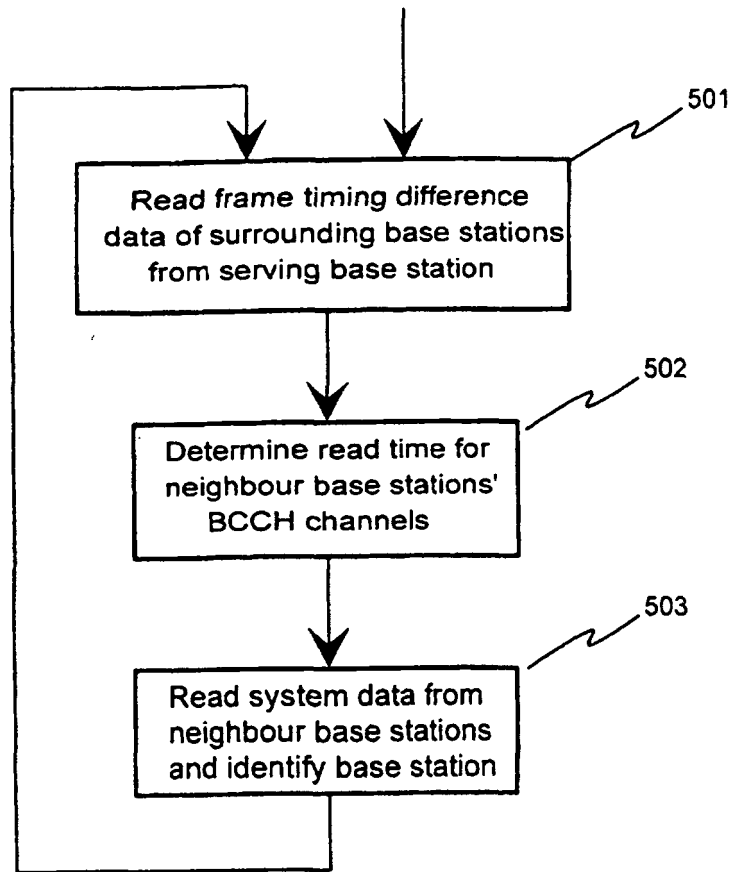 501
Read frame timing difference
data of surrounding base stations
from serving base station
502
Determine read time for
neighbour base stations'
BCCH channels
503
Read system data from
neighbour base stations
and identify base station